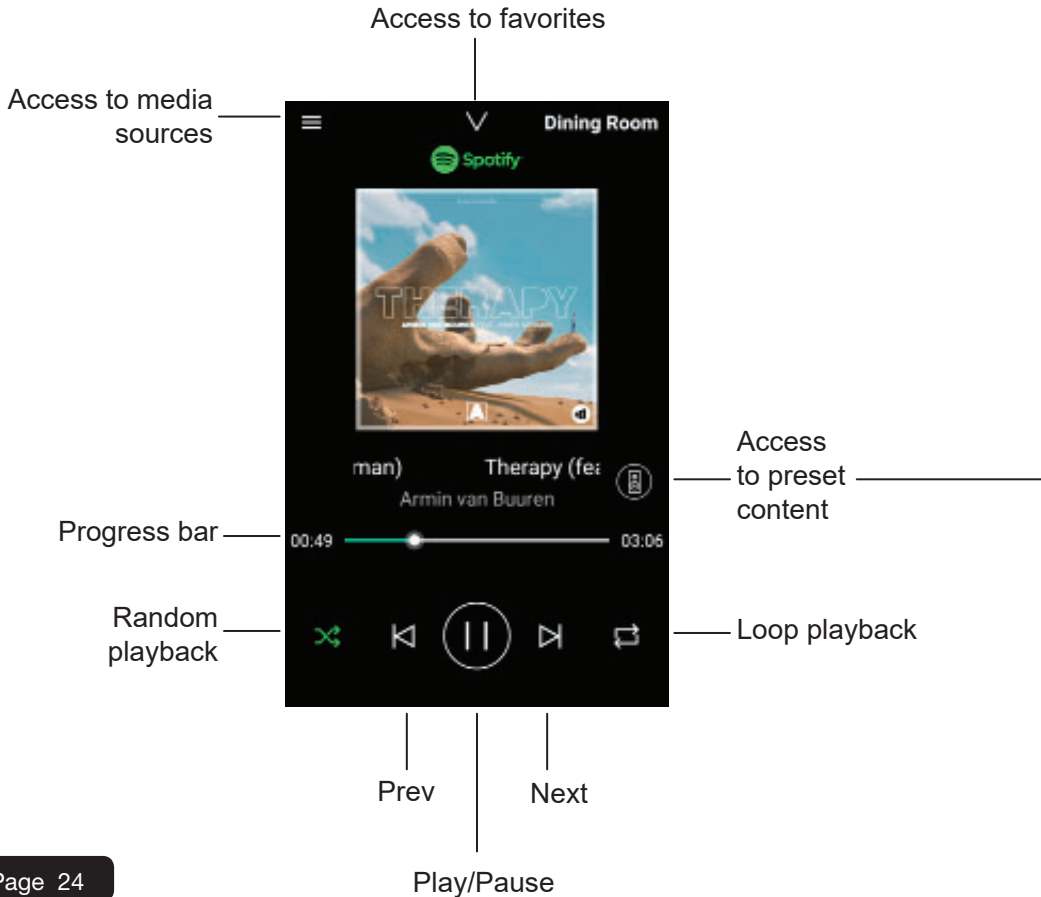 Access to favorites
Access to media
sources
Dining Room
Spotify
THERAPY
man)
Therapy (fea
Armin van Buuren
Access
to preset
content
Progress bar
00:49
03:06
Random
playback
Loop playback
Prev
Next
Page 24
Play/Pause